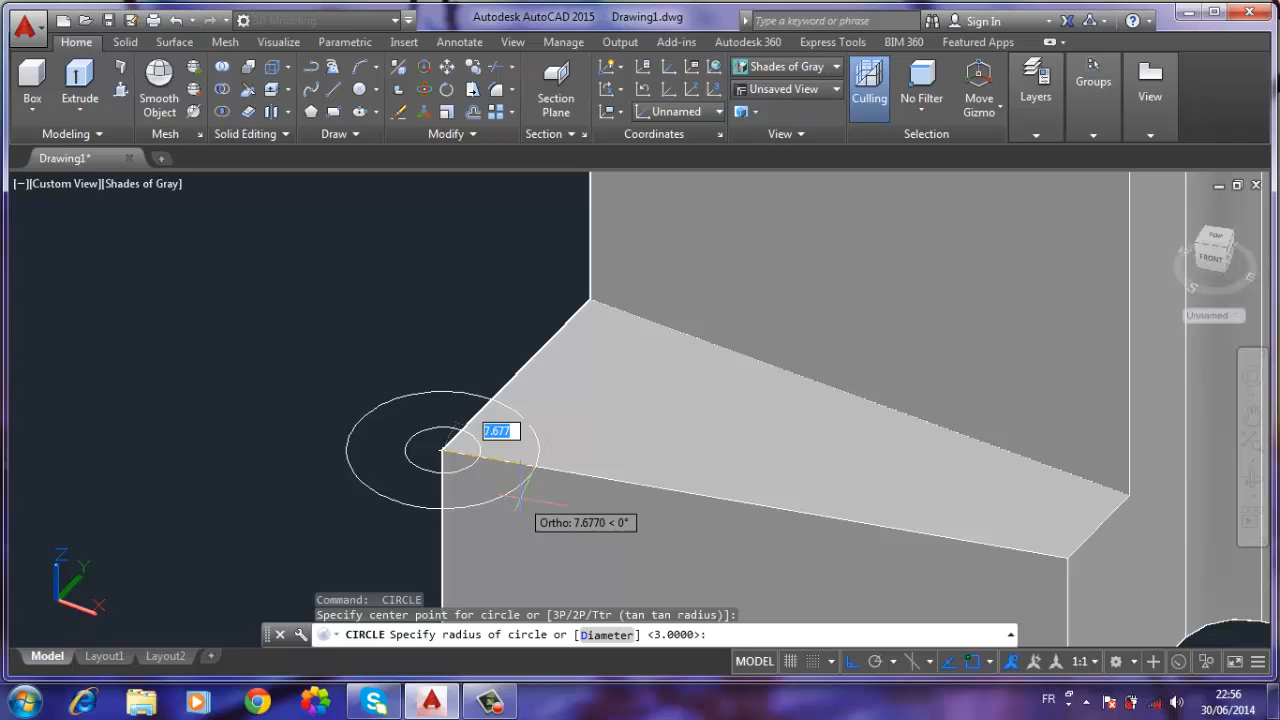 3D Modeling
Autodesk AutoCAD 2015 Drawing1.dwg
Type a keyword or phrase
Sign In
Home Solid Surface Mesh Visualize Parametric Insert Annotate View Manage Output Add-ins Autodesk 360 Express Tools BIM 360 Featured Apps
Shades of Gray
Unsaved View
Unnamed
Box
Extrude
Smooth
Object
Section
Plane
Culling
No Filter
Move
Gizmo
Layers
Groups
View
Modeling
Mesh
Solid Editing
Draw
Modify
Section
Coordinates
View
Selection
Drawing1*
[−][Custom View][Shades of Gray]
TOP
FRONT
W
S
E
Unnamed
7.677
Ortho: 7.6770 < 0°
Z
Y
X
Command: CIRCLE
Specify center point for circle or [3P/2P/Ttr (tan tan radius)]:
CIRCLE Specify radius of circle or [Diameter] <3.0000>:
Model Layout1 Layout2 +
MODEL
1:1
FR
22:56
30/06/2014